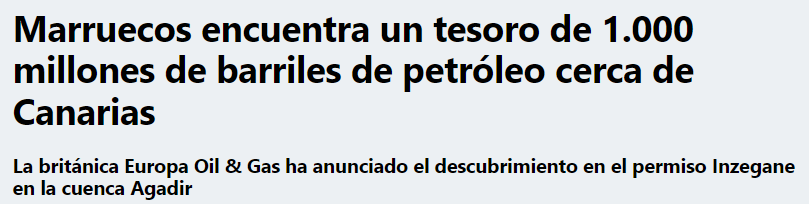 Marruecos encuentra un tesoro de 1.000
millones de barriles de petróleo cerca de
Canarias
La británica Europa Oil & Gas ha anunciado el descubrimiento en el permiso Inzegane
en la cuenca Agadir